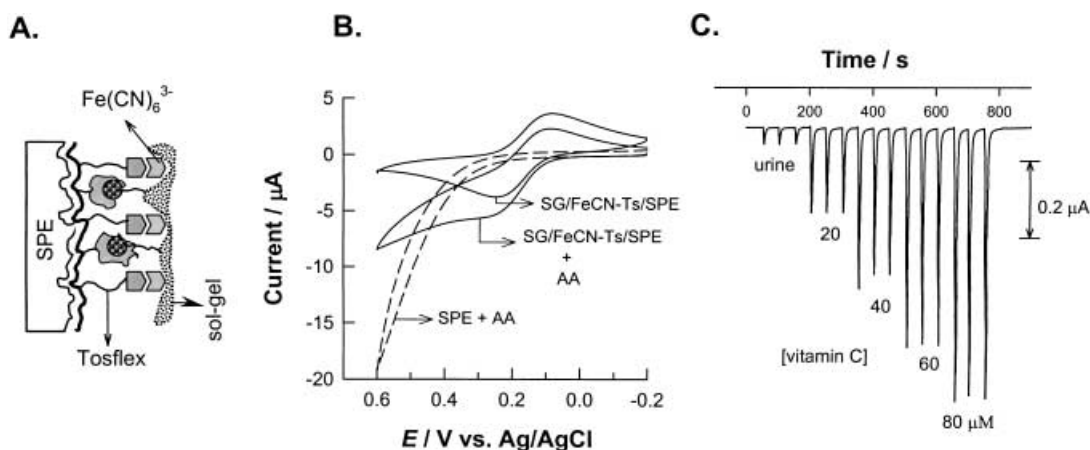 A.
Fe(CN)₆³⁻
SPE
sol-gel
Tosflex
B.
Current / μA
5
0
-5
-10
-15
-20
SG/FeCN-Ts/SPE
SG/FeCN-Ts/SPE
+
AA
SPE + AA
0.6 0.4 0.2 0.0 -0.2
E / V vs. Ag/AgCl
C.
Time / s
0 200 400 600 800
urine
0.2 μA
20
40
[vitamin C]
60
80 μM